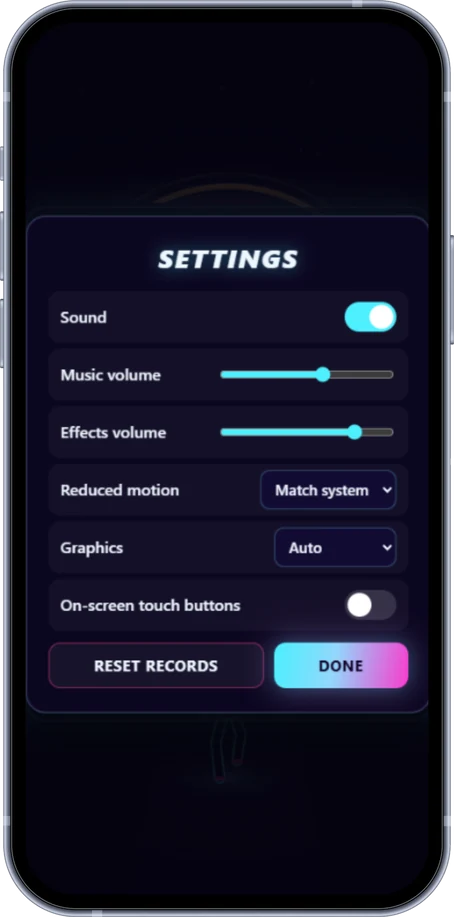 SETTINGS
Sound
Music volume
Effects volume
Reduced motion Match system
Graphics Auto
On-screen touch buttons
RESET RECORDS DONE